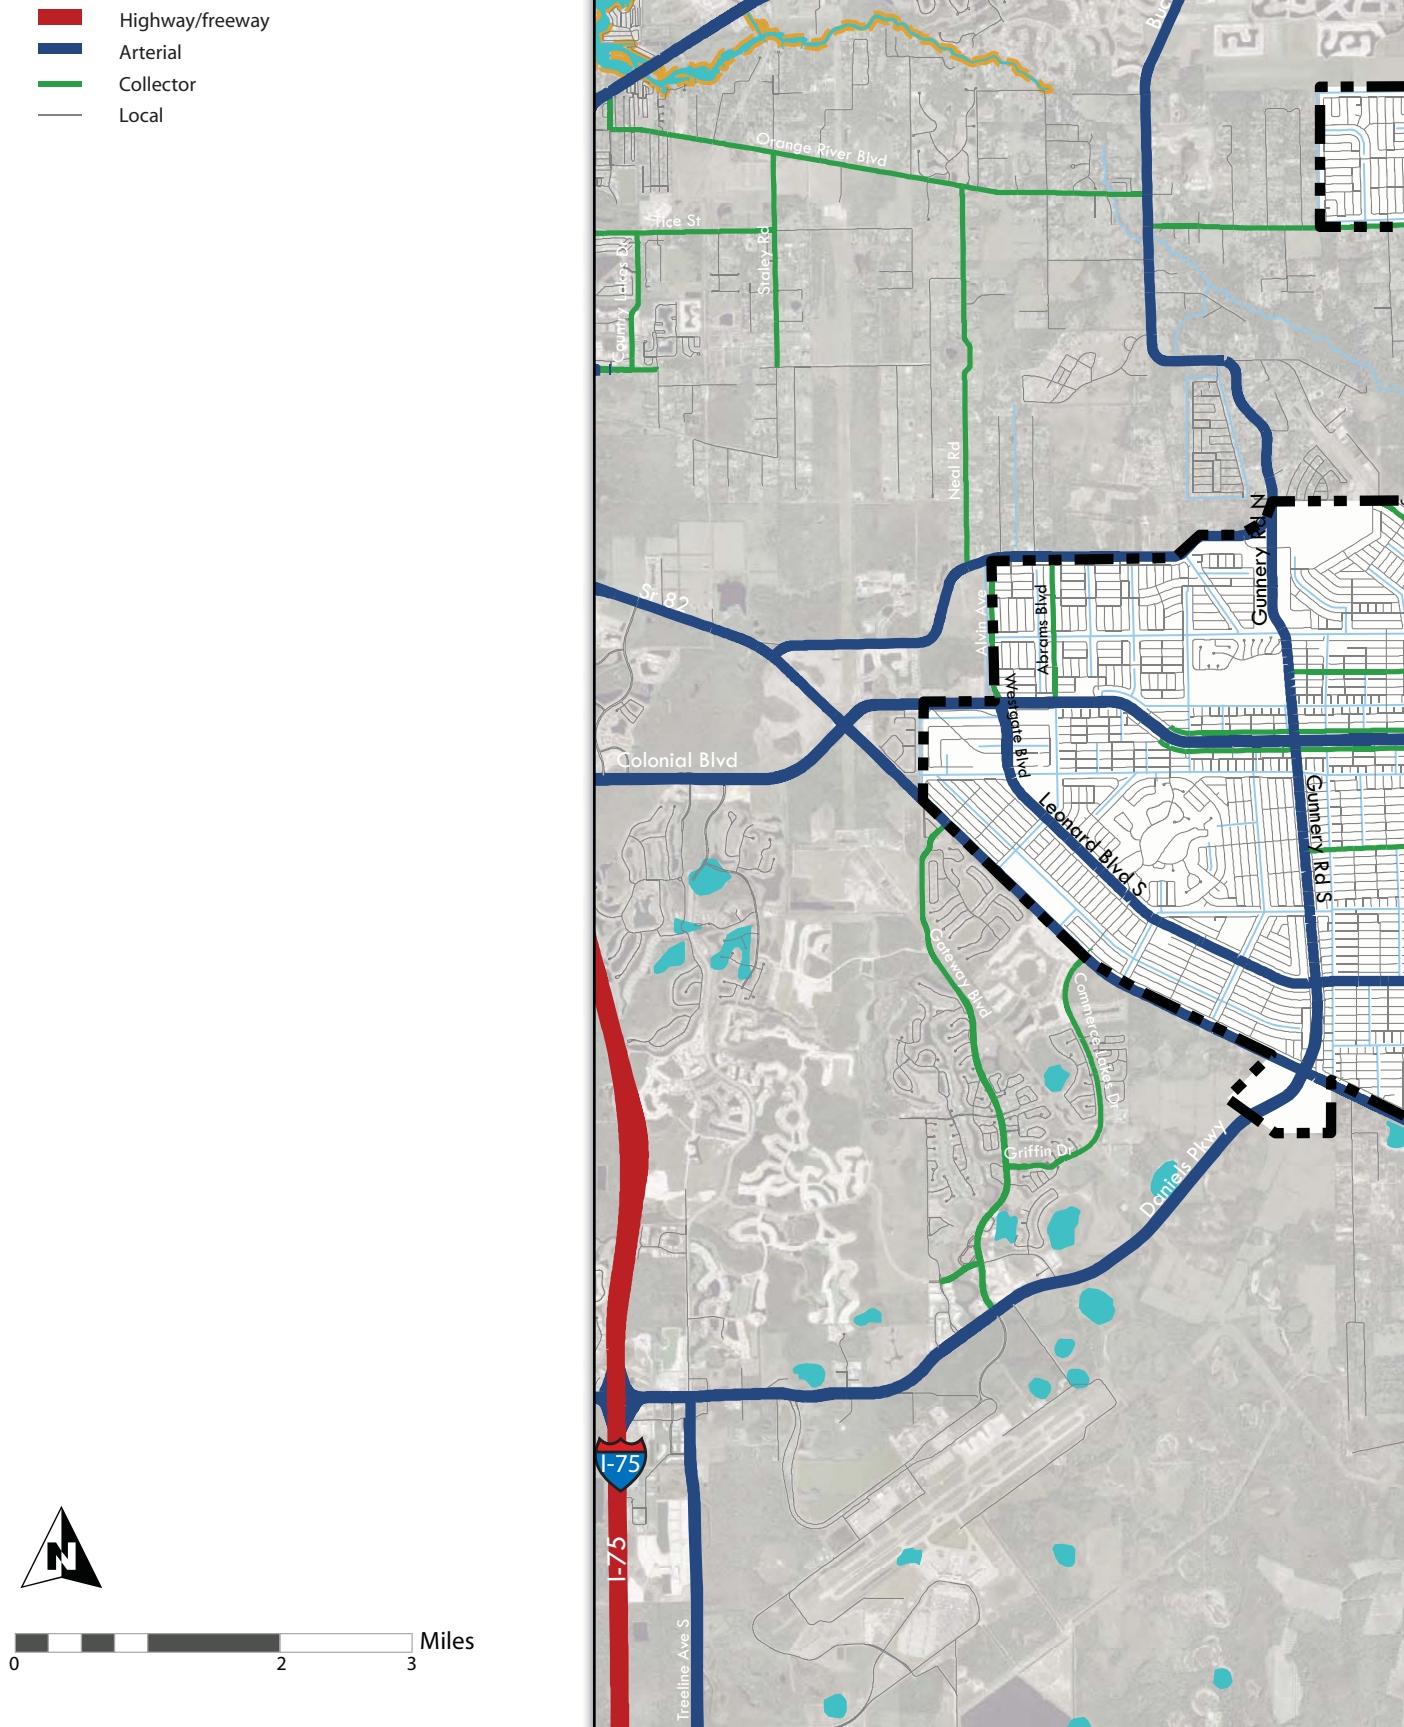 Highway/freeway
Arterial
Collector
Local
Orange River Blvd
Tice St
Staley Rd
Country Lakes Dr
Neal Rd
Gunnery Rd N
Sr 82
Alvin Ave
Abrams Blvd
Westgate Blvd
Colonial Blvd
Leonard Blvd S
Gunnery Rd S
Gateway Blvd
Commerce Lakes Dr
Griffin Dr
Daniels Pkwy
I-75
I-75
Treeline Ave S
N
Miles
0 2 3